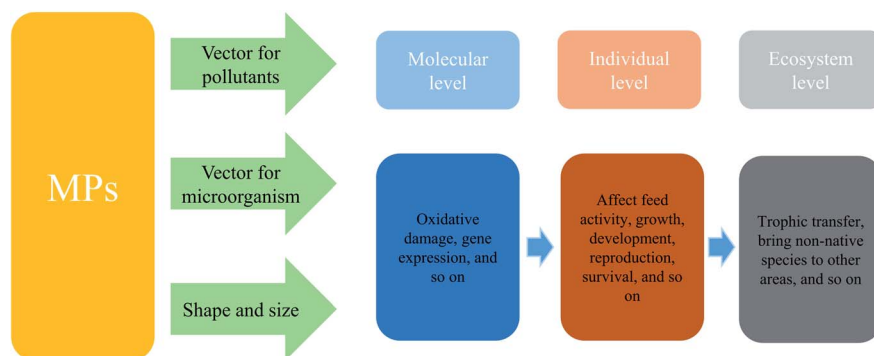 MPs
Vector for
pollutants
Vector for
microorganism
Shape and size
Molecular
level
Individual
level
Ecosystem
level
Oxidative
damage, gene
expression, and
so on
Affect feed
activity, growth,
development,
reproduction,
survival, and so
on
Trophic transfer,
bring non-native
species to other
areas, and so on